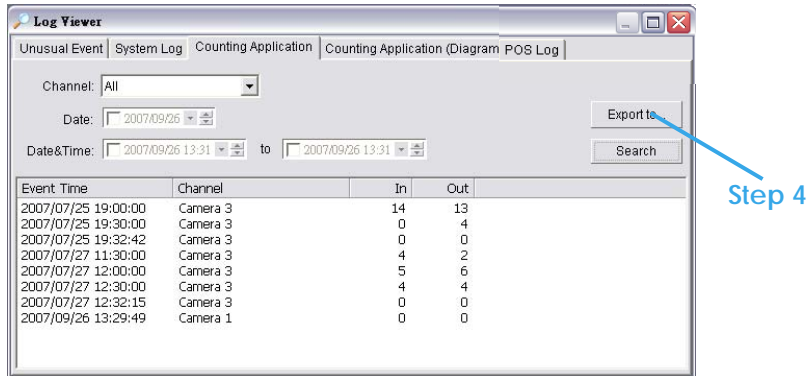 Log Viewer
Unusual Event System Log Counting Application Counting Application (Diagram POS Log
Channel: All
Date: 2007/09/26
Export to...
Date&Time: 2007/09/26 13:31 to 2007/09/26 13:31
Search
Event Time Channel In Out
2007/07/25 19:00:00 Camera 3 14 13
2007/07/25 19:30:00 Camera 3 0 4
2007/07/25 19:32:42 Camera 3 0 0
2007/07/27 11:30:00 Camera 3 4 2
2007/07/27 12:00:00 Camera 3 5 6
2007/07/27 12:30:00 Camera 3 4 4
2007/07/27 12:32:15 Camera 3 0 0
2007/09/26 13:29:49 Camera 1 0 0
Step 4